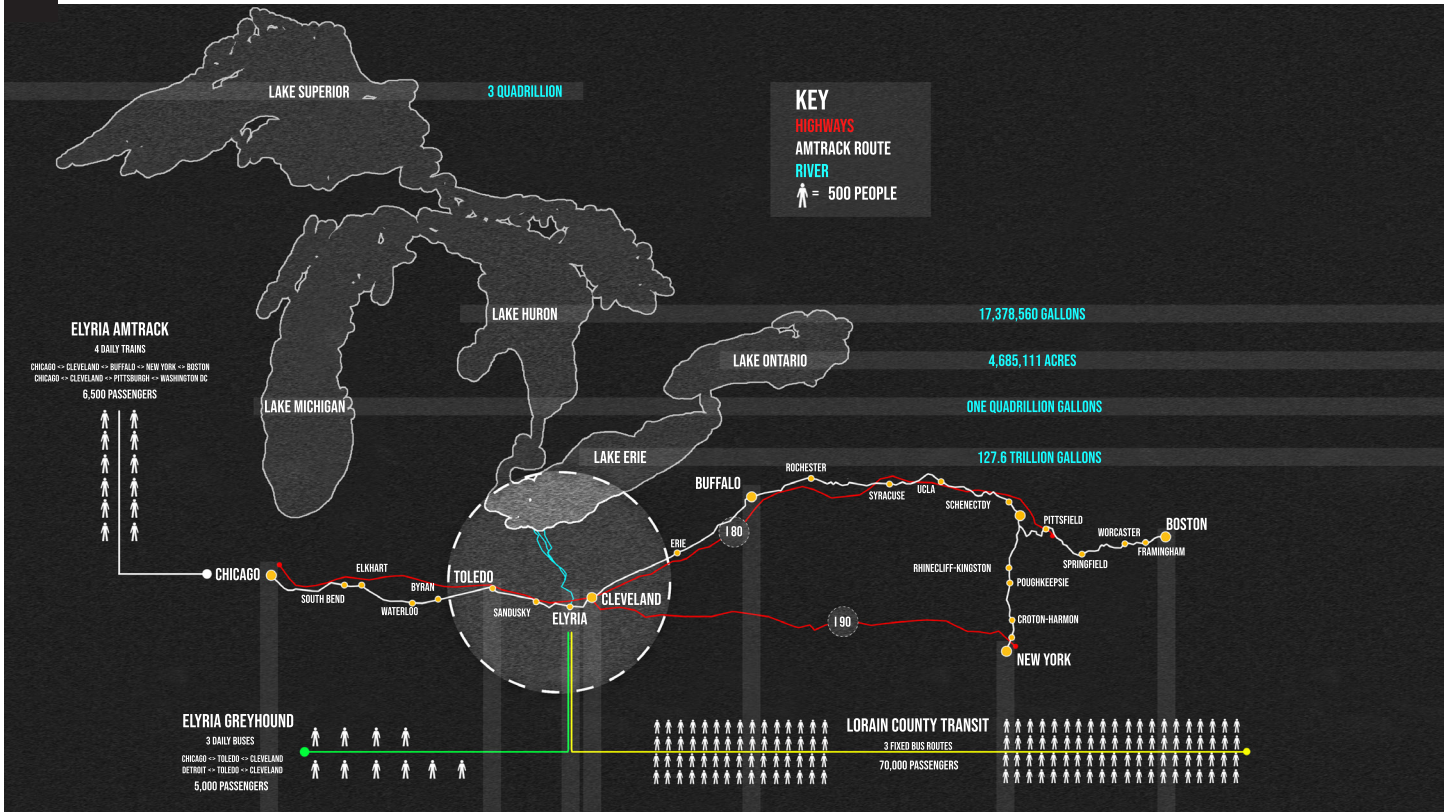 LAKE SUPERIOR
3 QUADRILLION
KEY
HIGHWAYS
AMTRACK ROUTE
RIVER
= 500 PEOPLE
LAKE HURON
17,378,560 GALLONS
ELYRIA AMTRACK
4 DAILY TRAINS
CHICAGO <> CLEVELAND <> BUFFALO <> NEW YORK <> BOSTON
CHICAGO <> CLEVELAND <> PITTSBURGH <> WASHINGTON DC
6,500 PASSENGERS
LAKE ONTARIO
4,685,111 ACRES
LAKE MICHIGAN
ONE QUADRILLION GALLONS
LAKE ERIE
127.6 TRILLION GALLONS
BUFFALO
ROCHESTER
SYRACUSE
UCLA
SCHENECTDY
PITTSFIELD
WORCASTER
BOSTON
FRAMINGHAM
SPRINGFIELD
I 80
ERIE
RHINECLIFF-KINGSTON
POUGHKEEPSIE
CHICAGO
ELKHART
SOUTH BEND
WATERLOO
BYRAN
TOLEDO
SANDUSKY
ELYRIA
CLEVELAND
I 90
CROTON-HARMON
NEW YORK
ELYRIA GREYHOUND
3 DAILY BUSES
CHICAGO <> TOLEDO <> CLEVELAND
DETROIT <> TOLEDO <> CLEVELAND
5,000 PASSENGERS
LORAIN COUNTY TRANSIT
3 FIXED BUS ROUTES
70,000 PASSENGERS